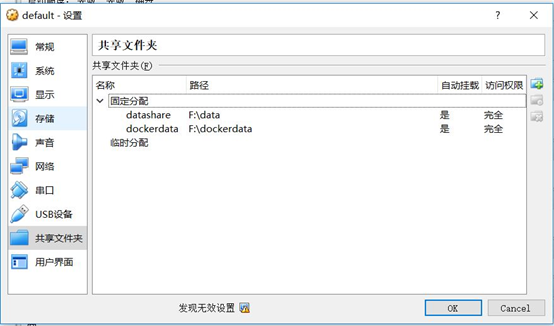 default - 设置
?
常规
系统
显示
存储
声音
网络
串口
USB设备
共享文件夹
用户界面
共享文件夹
共享文件夹(F)
名称 路径 自动挂载 访问权限
固定分配
datashare F:\data 是 完全
dockerdata F:\dockerdata 是 完全
临时分配
发现无效设置
OK Cancel